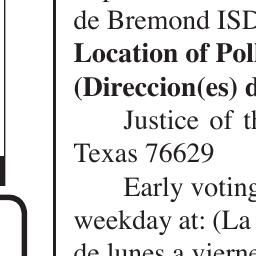 de Bremond ISD
Location of Poll
(Direccion(es) d
Justice of th
Texas 76629
Early voting
weekday at: (La
de lunes a vierne